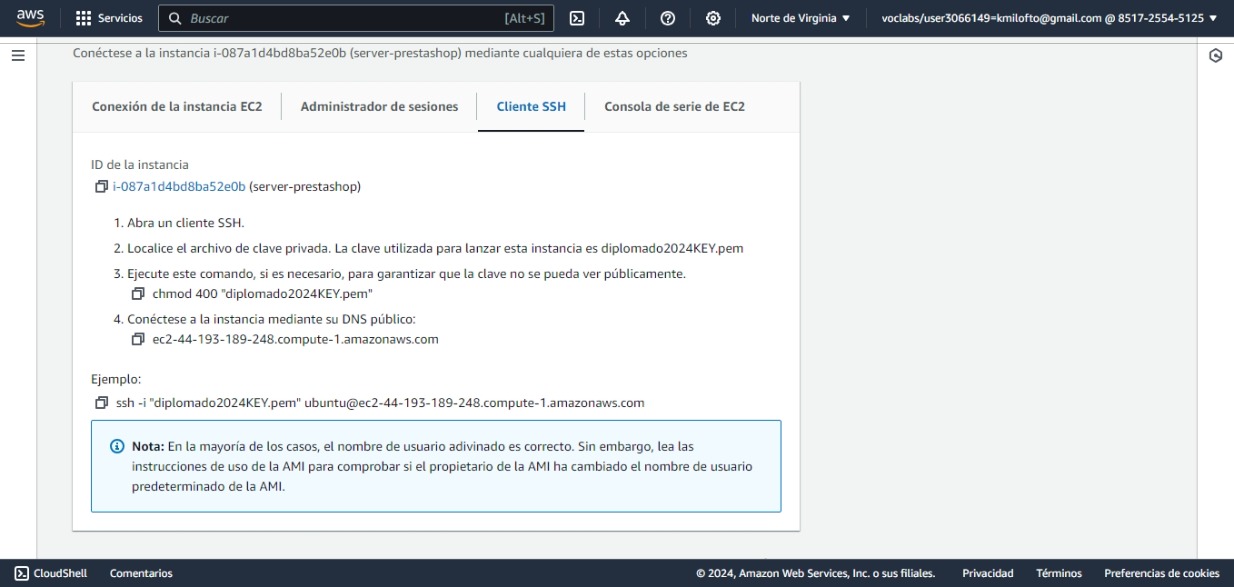 aws
Servicios
Buscar
[Alt+S]
Norte de Virginia
voclabs/user3066149=kmilofto@gmail.com @ 8517-2554-5125
Conéctese a la instancia i-087a1d4bd8ba52e0b (server-prestashop) mediante cualquiera de estas opciones
Conexión de la instancia EC2
Administrador de sesiones
Cliente SSH
Consola de serie de EC2
ID de la instancia
i-087a1d4bd8ba52e0b (server-prestashop)
1. Abra un cliente SSH.
2. Localice el archivo de clave privada. La clave utilizada para lanzar esta instancia es diplomado2024KEY.pem
3. Ejecute este comando, si es necesario, para garantizar que la clave no se pueda ver públicamente.
chmod 400 "diplomado2024KEY.pem"
4. Conéctese a la instancia mediante su DNS público:
ec2-44-193-189-248.compute-1.amazonaws.com
Ejemplo:
ssh -i "diplomado2024KEY.pem" ubuntu@ec2-44-193-189-248.compute-1.amazonaws.com
Nota: En la mayoría de los casos, el nombre de usuario adivinado es correcto. Sin embargo, lea las
instrucciones de uso de la AMI para comprobar si el propietario de la AMI ha cambiado el nombre de usuario
predeterminado de la AMI.
CloudShell
Comentarios
© 2024, Amazon Web Services, Inc. o sus filiales.
Privacidad
Términos
Preferencias de cookies